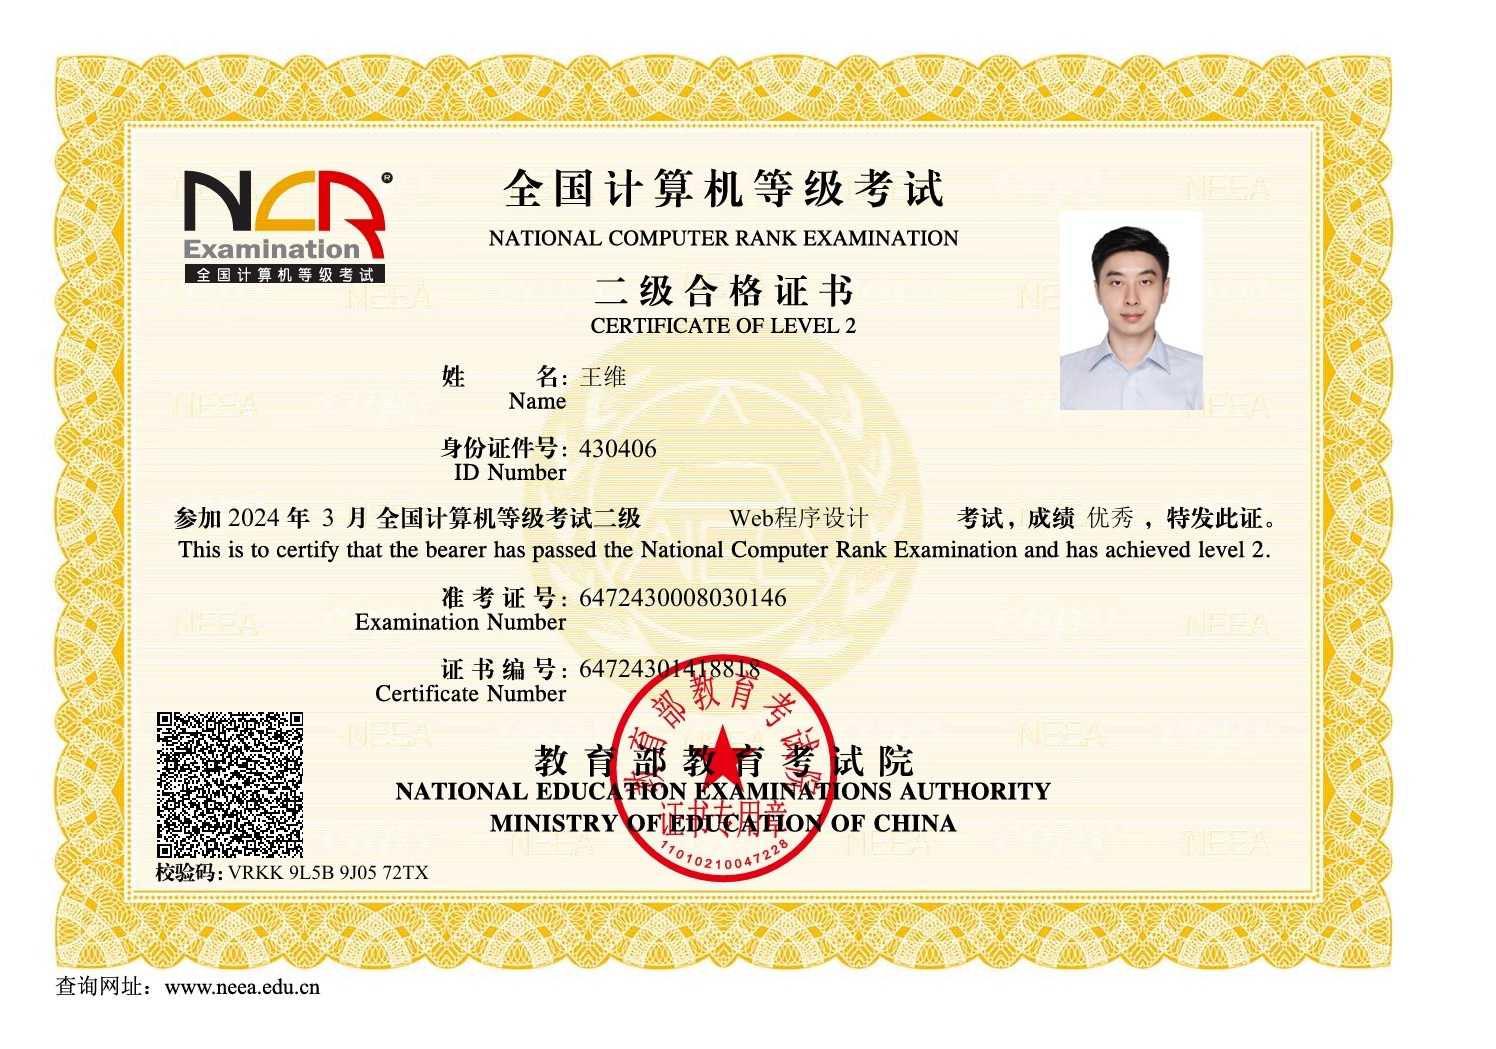 NCR ®
Examination
全国计算机等级考试
全国计算机等级考试
NATIONAL COMPUTER RANK EXAMINATION
二级合格证书
CERTIFICATE OF LEVEL 2
姓 名：王维
Name
身份证件号：430406
ID Number
参加 2024 年 3 月 全国计算机等级考试二级 Web程序设计 考试，成绩 优秀 ，特发此证。
This is to certify that the bearer has passed the National Computer Rank Examination and has achieved level 2.
准考证号：6472430008030146
Examination Number
证书编号：64724301418818
Certificate Number
教育部教育考试院
NATIONAL EDUCATION EXAMINATIONS AUTHORITY
MINISTRY OF EDUCATION OF CHINA
教育部教育考试院
证书专用章
11010210047228
校验码：VRKK 9L5B 9J05 72TX
查询网址：www.neea.edu.cn